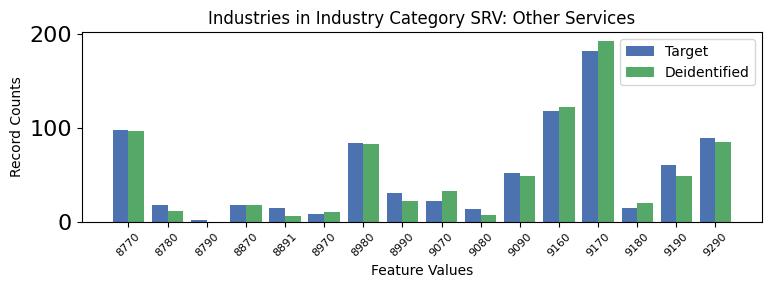 Industries in Industry Category SRV: Other Services
Record Counts
200
100
0
Target
Deidentified
8770 8780 8790 8870 8891 8970 8980 8990 9070 9080 9090 9160 9170 9180 9190 9290
Feature Values